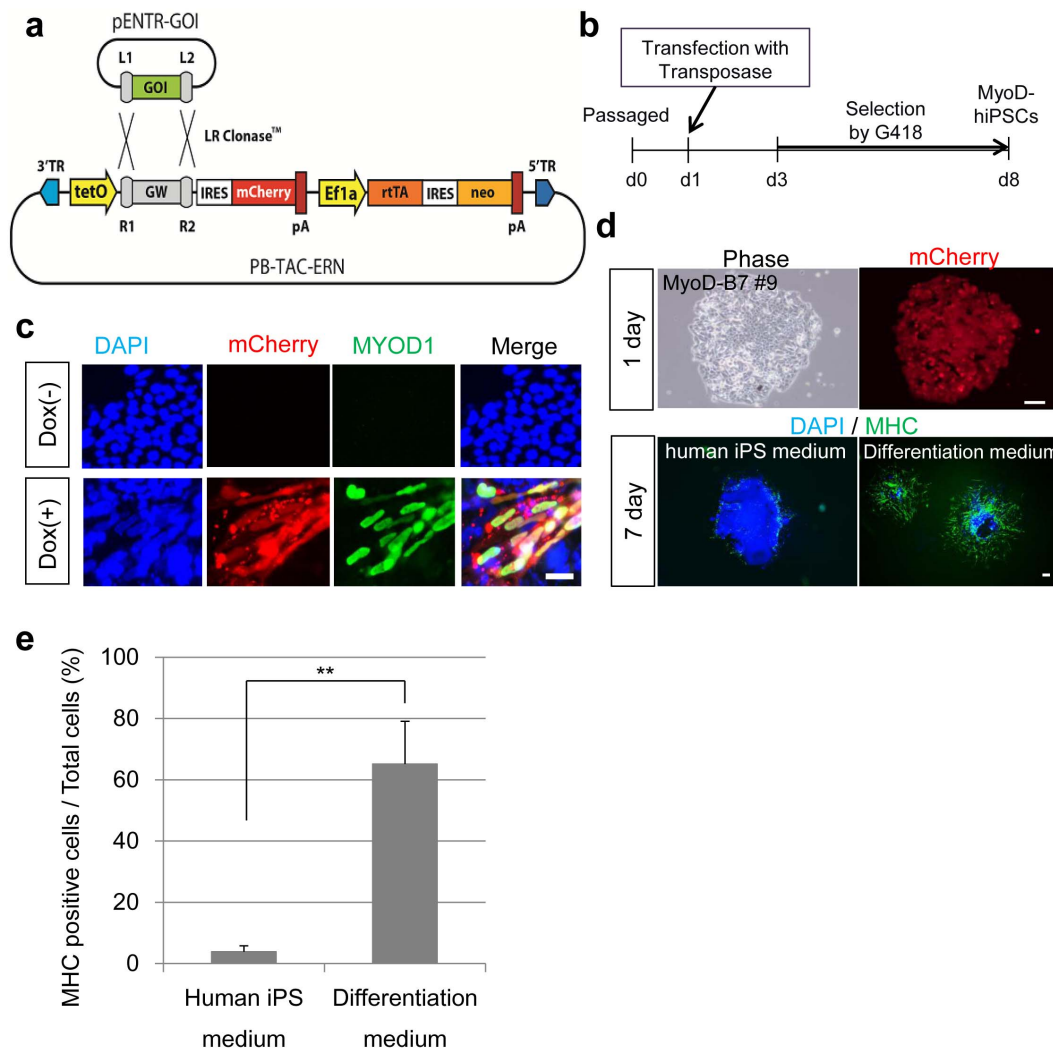 a
pENTR-GOI
L1 L2
GOI
LR Clonase™
3'TR 5'TR
tetO GW IRES mCherry Ef1a rtTA IRES neo
R1 R2 pA pA
PB-TAC-ERN
b
Transfection with
Transposase
Passaged
Selection
by G418
MyoD-
hiPSCs
d0 d1 d3 d8
c
DAPI mCherry MYOD1 Merge
Dox(-)
Dox(+)
d
Phase mCherry
MyoD-B7 #9
1 day
DAPI / MHC
human iPS medium Differentiation medium
7 day
e
MHC positive cells / Total cells (%)
100
80
60
40
20
0
**
Human iPS
medium
Differentiation
medium